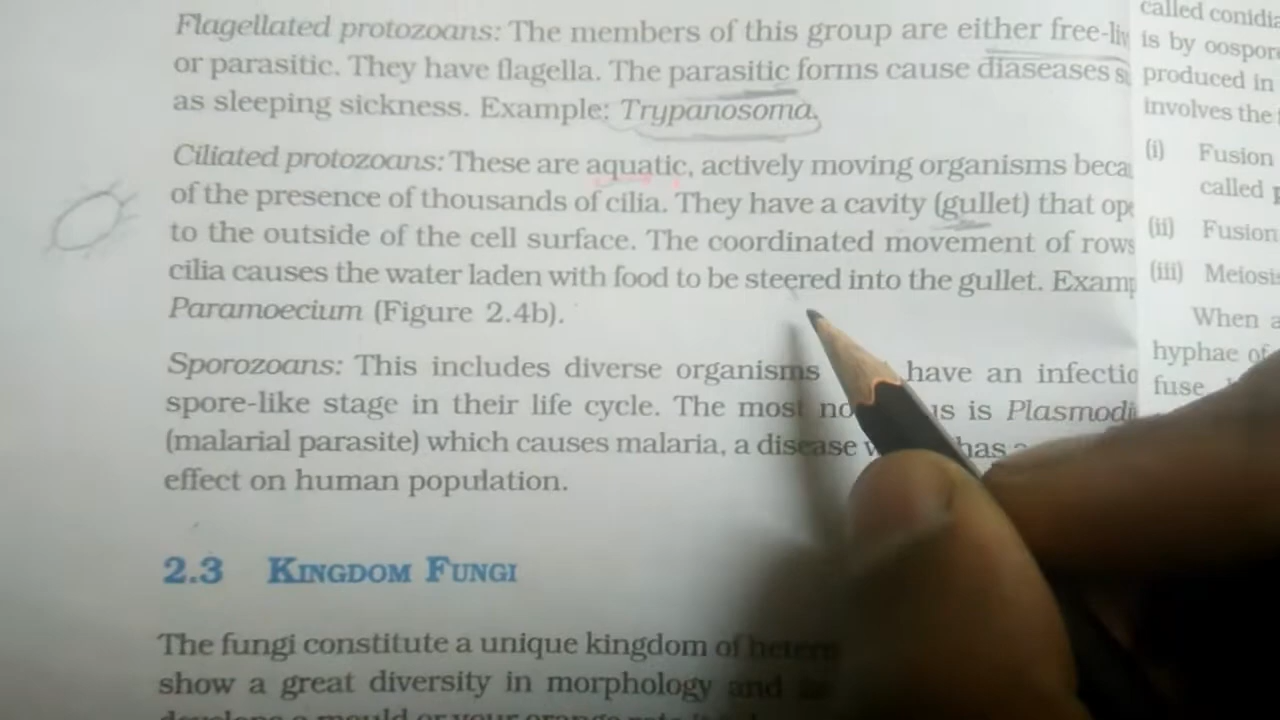 Flagellated protozoans: The members of this group are either free-liv
or parasitic. They have flagella. The parasitic forms cause diaseases s
as sleeping sickness. Example: Trypanosoma.
Ciliated protozoans: These are aquatic, actively moving organisms beca
of the presence of thousands of cilia. They have a cavity (gullet) that ope
to the outside of the cell surface. The coordinated movement of rows
cilia causes the water laden with food to be steered into the gullet. Examp
Paramoecium (Figure 2.4b).
Sporozoans: This includes diverse organisms have an infectio
spore-like stage in their life cycle. The most no us is Plasmodi
(malarial parasite) which causes malaria, a disease has
effect on human population.
2.3 KINGDOM FUNGI
The fungi constitute a unique kingdom of
show a great diversity in morphology and
called conidia
is by oospor
produced in
involves the
(i) Fusion
called p
(ii) Fusion
(iii) Meiosis
When a
hyphae of
fuse